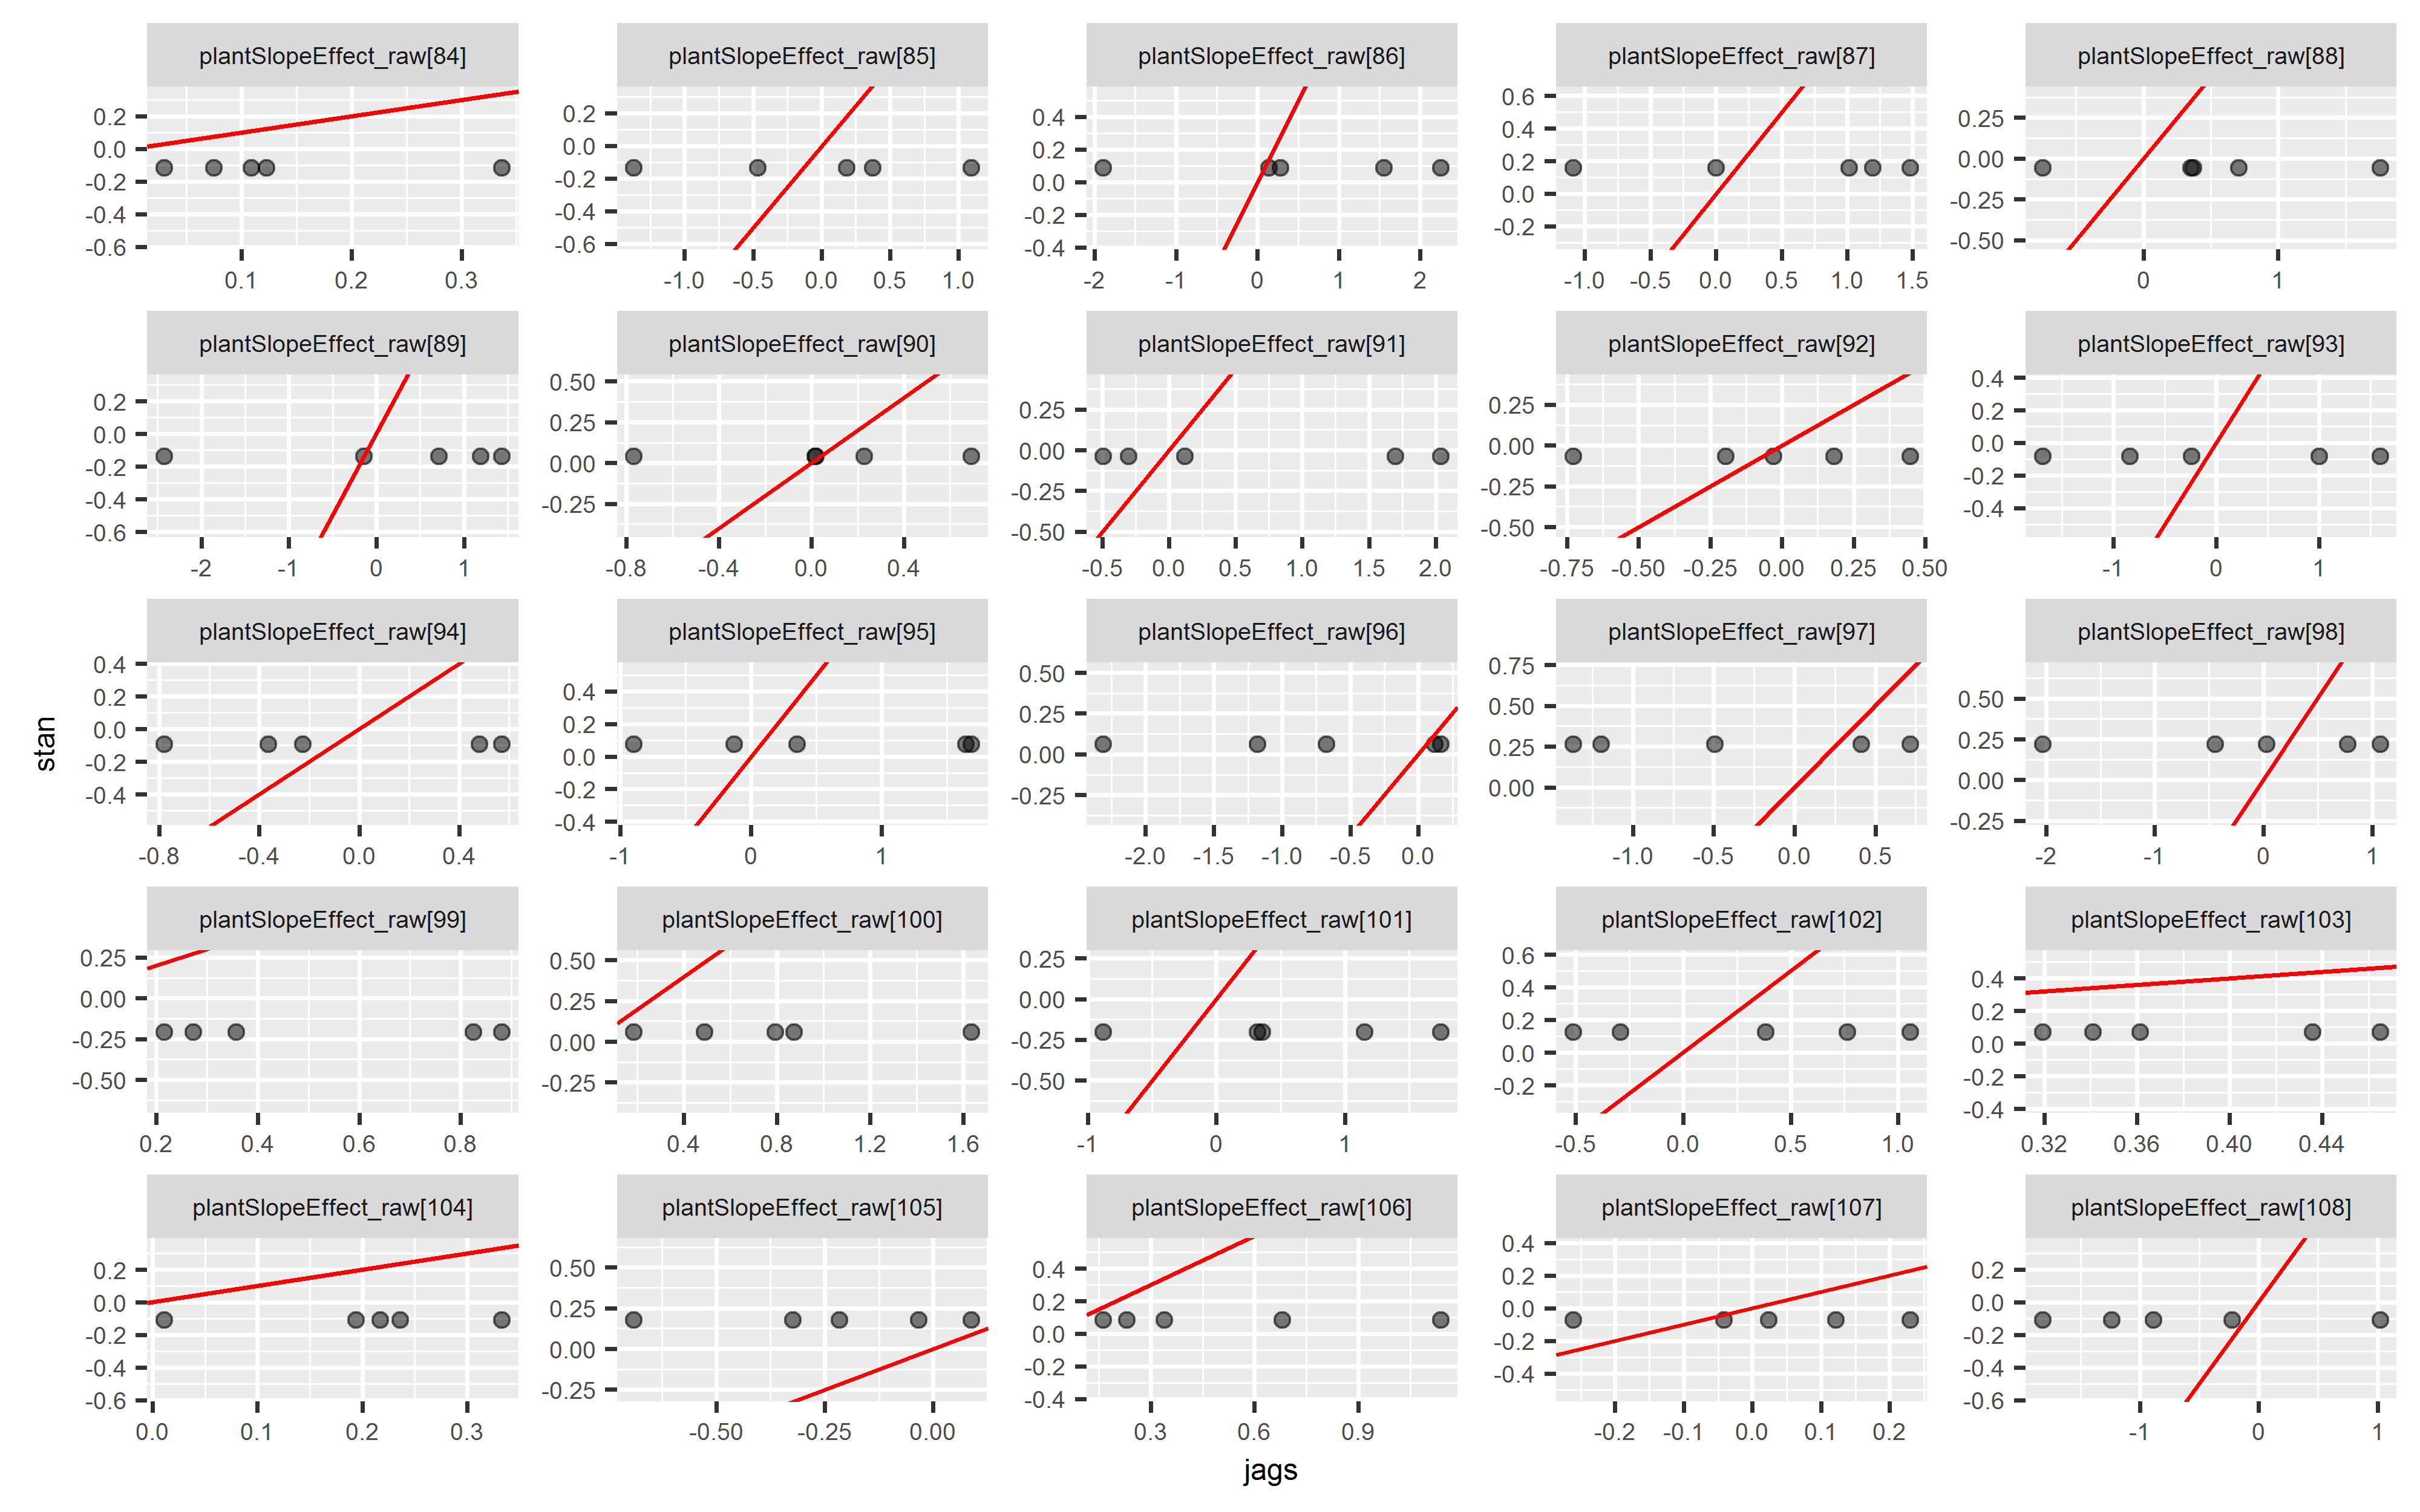 plantSlopeEffect_raw[84] plantSlopeEffect_raw[85] plantSlopeEffect_raw[86] plantSlopeEffect_raw[87] plantSlopeEffect_raw[88]
0.2 0.0 -0.2 -0.4 -0.6
0.2 0.0 -0.2 -0.4 -0.6
0.4 0.2 0.0 -0.2 -0.4
0.6 0.4 0.2 0.0 -0.2
0.25 0.00 -0.25 -0.50
0.1 0.2 0.3
-1.0 -0.5 0.0 0.5 1.0
-2 -1 0 1 2
-1.0 -0.5 0.0 0.5 1.0 1.5
0 1
plantSlopeEffect_raw[89] plantSlopeEffect_raw[90] plantSlopeEffect_raw[91] plantSlopeEffect_raw[92] plantSlopeEffect_raw[93]
0.2 0.0 -0.2 -0.4 -0.6
0.50 0.25 0.00 -0.25
0.25 0.00 -0.25 -0.50
0.25 0.00 -0.25 -0.50
0.4 0.2 0.0 -0.2 -0.4
-2 -1 0 1
-0.8 -0.4 0.0 0.4
-0.5 0.0 0.5 1.0 1.5 2.0
-0.75 -0.50 -0.25 0.00 0.25 0.50
-1 0 1
plantSlopeEffect_raw[94] plantSlopeEffect_raw[95] plantSlopeEffect_raw[96] plantSlopeEffect_raw[97] plantSlopeEffect_raw[98]
0.4 0.2 0.0 -0.2 -0.4
0.4 0.2 0.0 -0.2 -0.4
0.50 0.25 0.00 -0.25
0.75 0.50 0.25 0.00
0.50 0.25 0.00 -0.25
-0.8 -0.4 0.0 0.4
-1 0 1
-2.0 -1.5 -1.0 -0.5 0.0
-1.0 -0.5 0.0 0.5
-2 -1 0 1
stan
plantSlopeEffect_raw[99] plantSlopeEffect_raw[100] plantSlopeEffect_raw[101] plantSlopeEffect_raw[102] plantSlopeEffect_raw[103]
0.25 0.00 -0.25 -0.50
0.50 0.25 0.00 -0.25
0.25 0.00 -0.25 -0.50
0.6 0.4 0.2 0.0 -0.2
0.4 0.2 0.0 -0.2 -0.4
0.2 0.4 0.6 0.8
0.4 0.8 1.2 1.6
-1 0 1
-0.5 0.0 0.5 1.0
0.32 0.36 0.40 0.44
plantSlopeEffect_raw[104] plantSlopeEffect_raw[105] plantSlopeEffect_raw[106] plantSlopeEffect_raw[107] plantSlopeEffect_raw[108]
0.2 0.0 -0.2 -0.4 -0.6
0.50 0.25 0.00 -0.25
0.4 0.2 0.0 -0.2 -0.4
0.4 0.2 0.0 -0.2 -0.4
0.2 0.0 -0.2 -0.4 -0.6
0.0 0.1 0.2 0.3
-0.50 -0.25 0.00
0.3 0.6 0.9
-0.2 -0.1 0.0 0.1 0.2
-1 0 1
jags